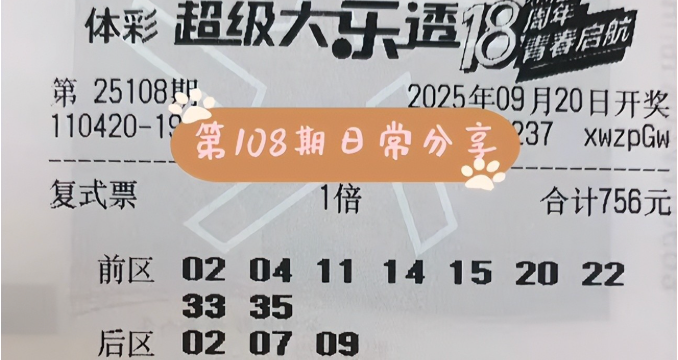 体彩 超级大乐透 18周年 青春启航
第 25108期 2025年09月20日开奖
110420-19 237 xwzpGw
第108期日常分享
复式票 1倍 合计756元
前区 02 04 11 14 15 20 22
33 35
后区 02 07 09